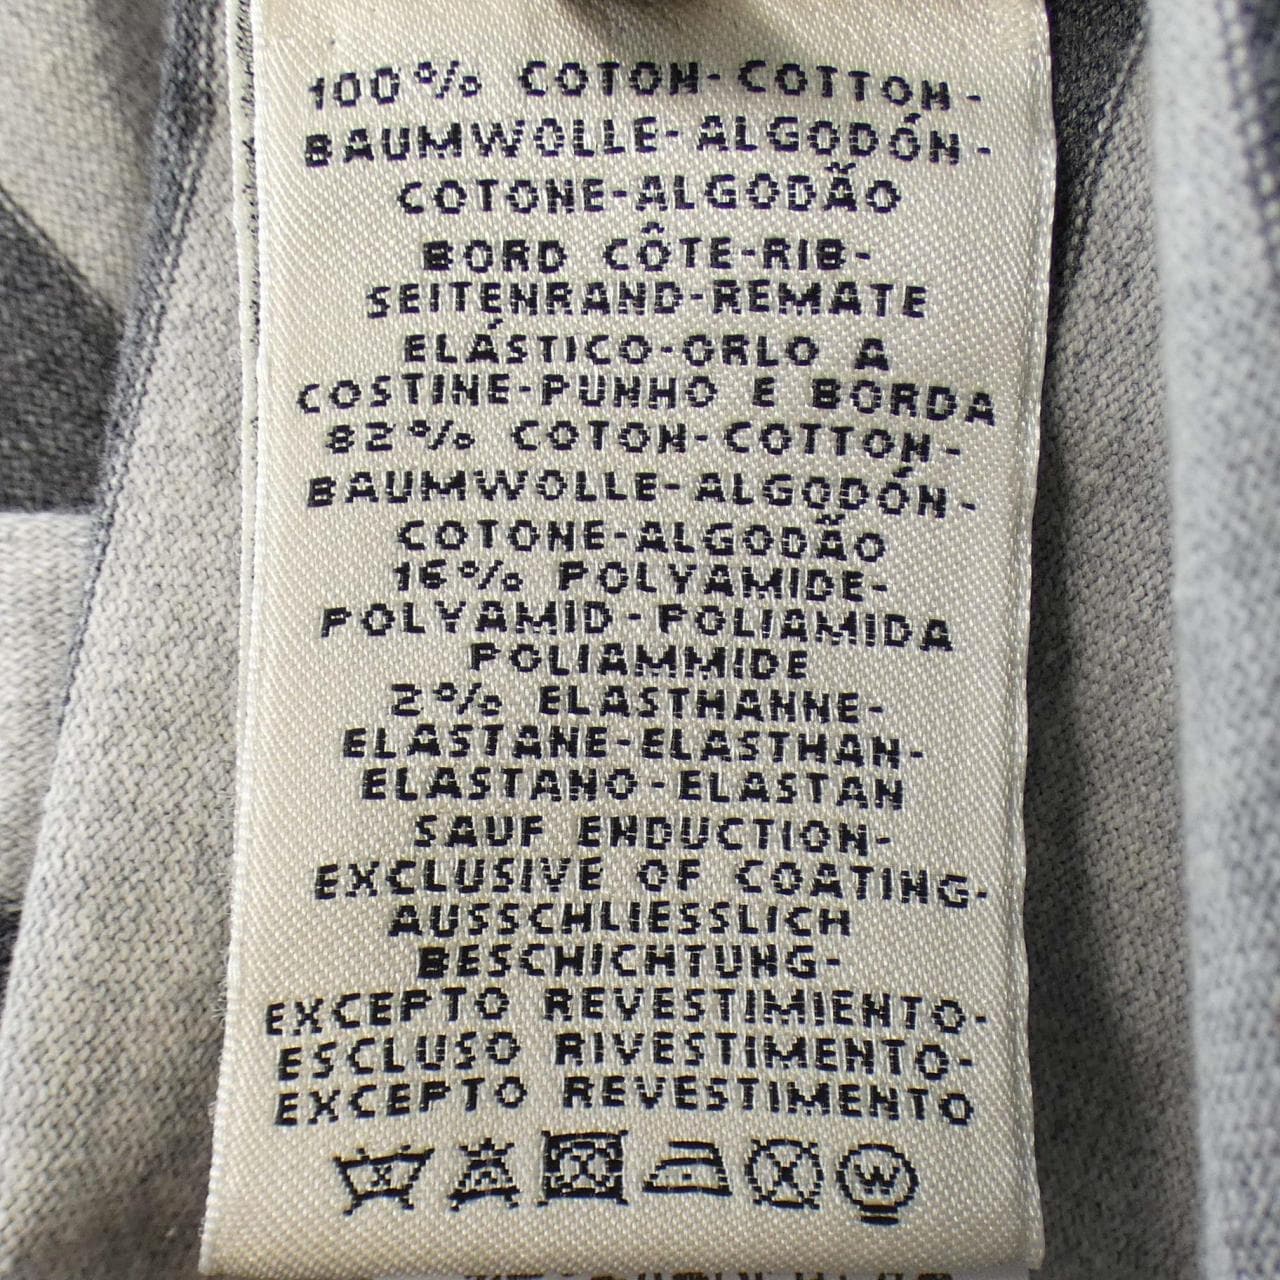 100% COTON-COTTON-
BAUMWOLLE-ALGODÓN-
COTONE-ALGODÃO
BORD CÔTE-RIB-
SEITENRAND-REMATE
ELÁSTICO-ORLO A
COSTINE-PUNHO E BORDA
82% COTON-COTTON-
BAUMWOLLE-ALGODÓN-
COTONE-ALGODÃO
16% POLYAMIDE-
POLYAMID-POLIAMIDA
POLIAMMIDE
2% ELASTHANNE-
ELASTANE-ELASTHAN-
ELASTANO-ELASTAN
SAUF ENDUCTION-
EXCLUSIVE OF COATING-
AUSSCHLIESSLICH
BESCHICHTUNG-
EXCEPTO REVESTIMIENTO-
ESCLUSO RIVESTIMENTO-
EXCEPTO REVESTIMENTO
W